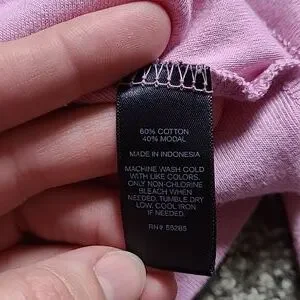 60% COTTON
40% MODAL
MADE IN INDONESIA
MACHINE WASH COLD
WITH LIKE COLORS.
ONLY NON-CHLORINE
BLEACH WHEN
NEEDED. TUMBLE DRY
LOW. COOL IRON
IF NEEDED.
RN# 55285